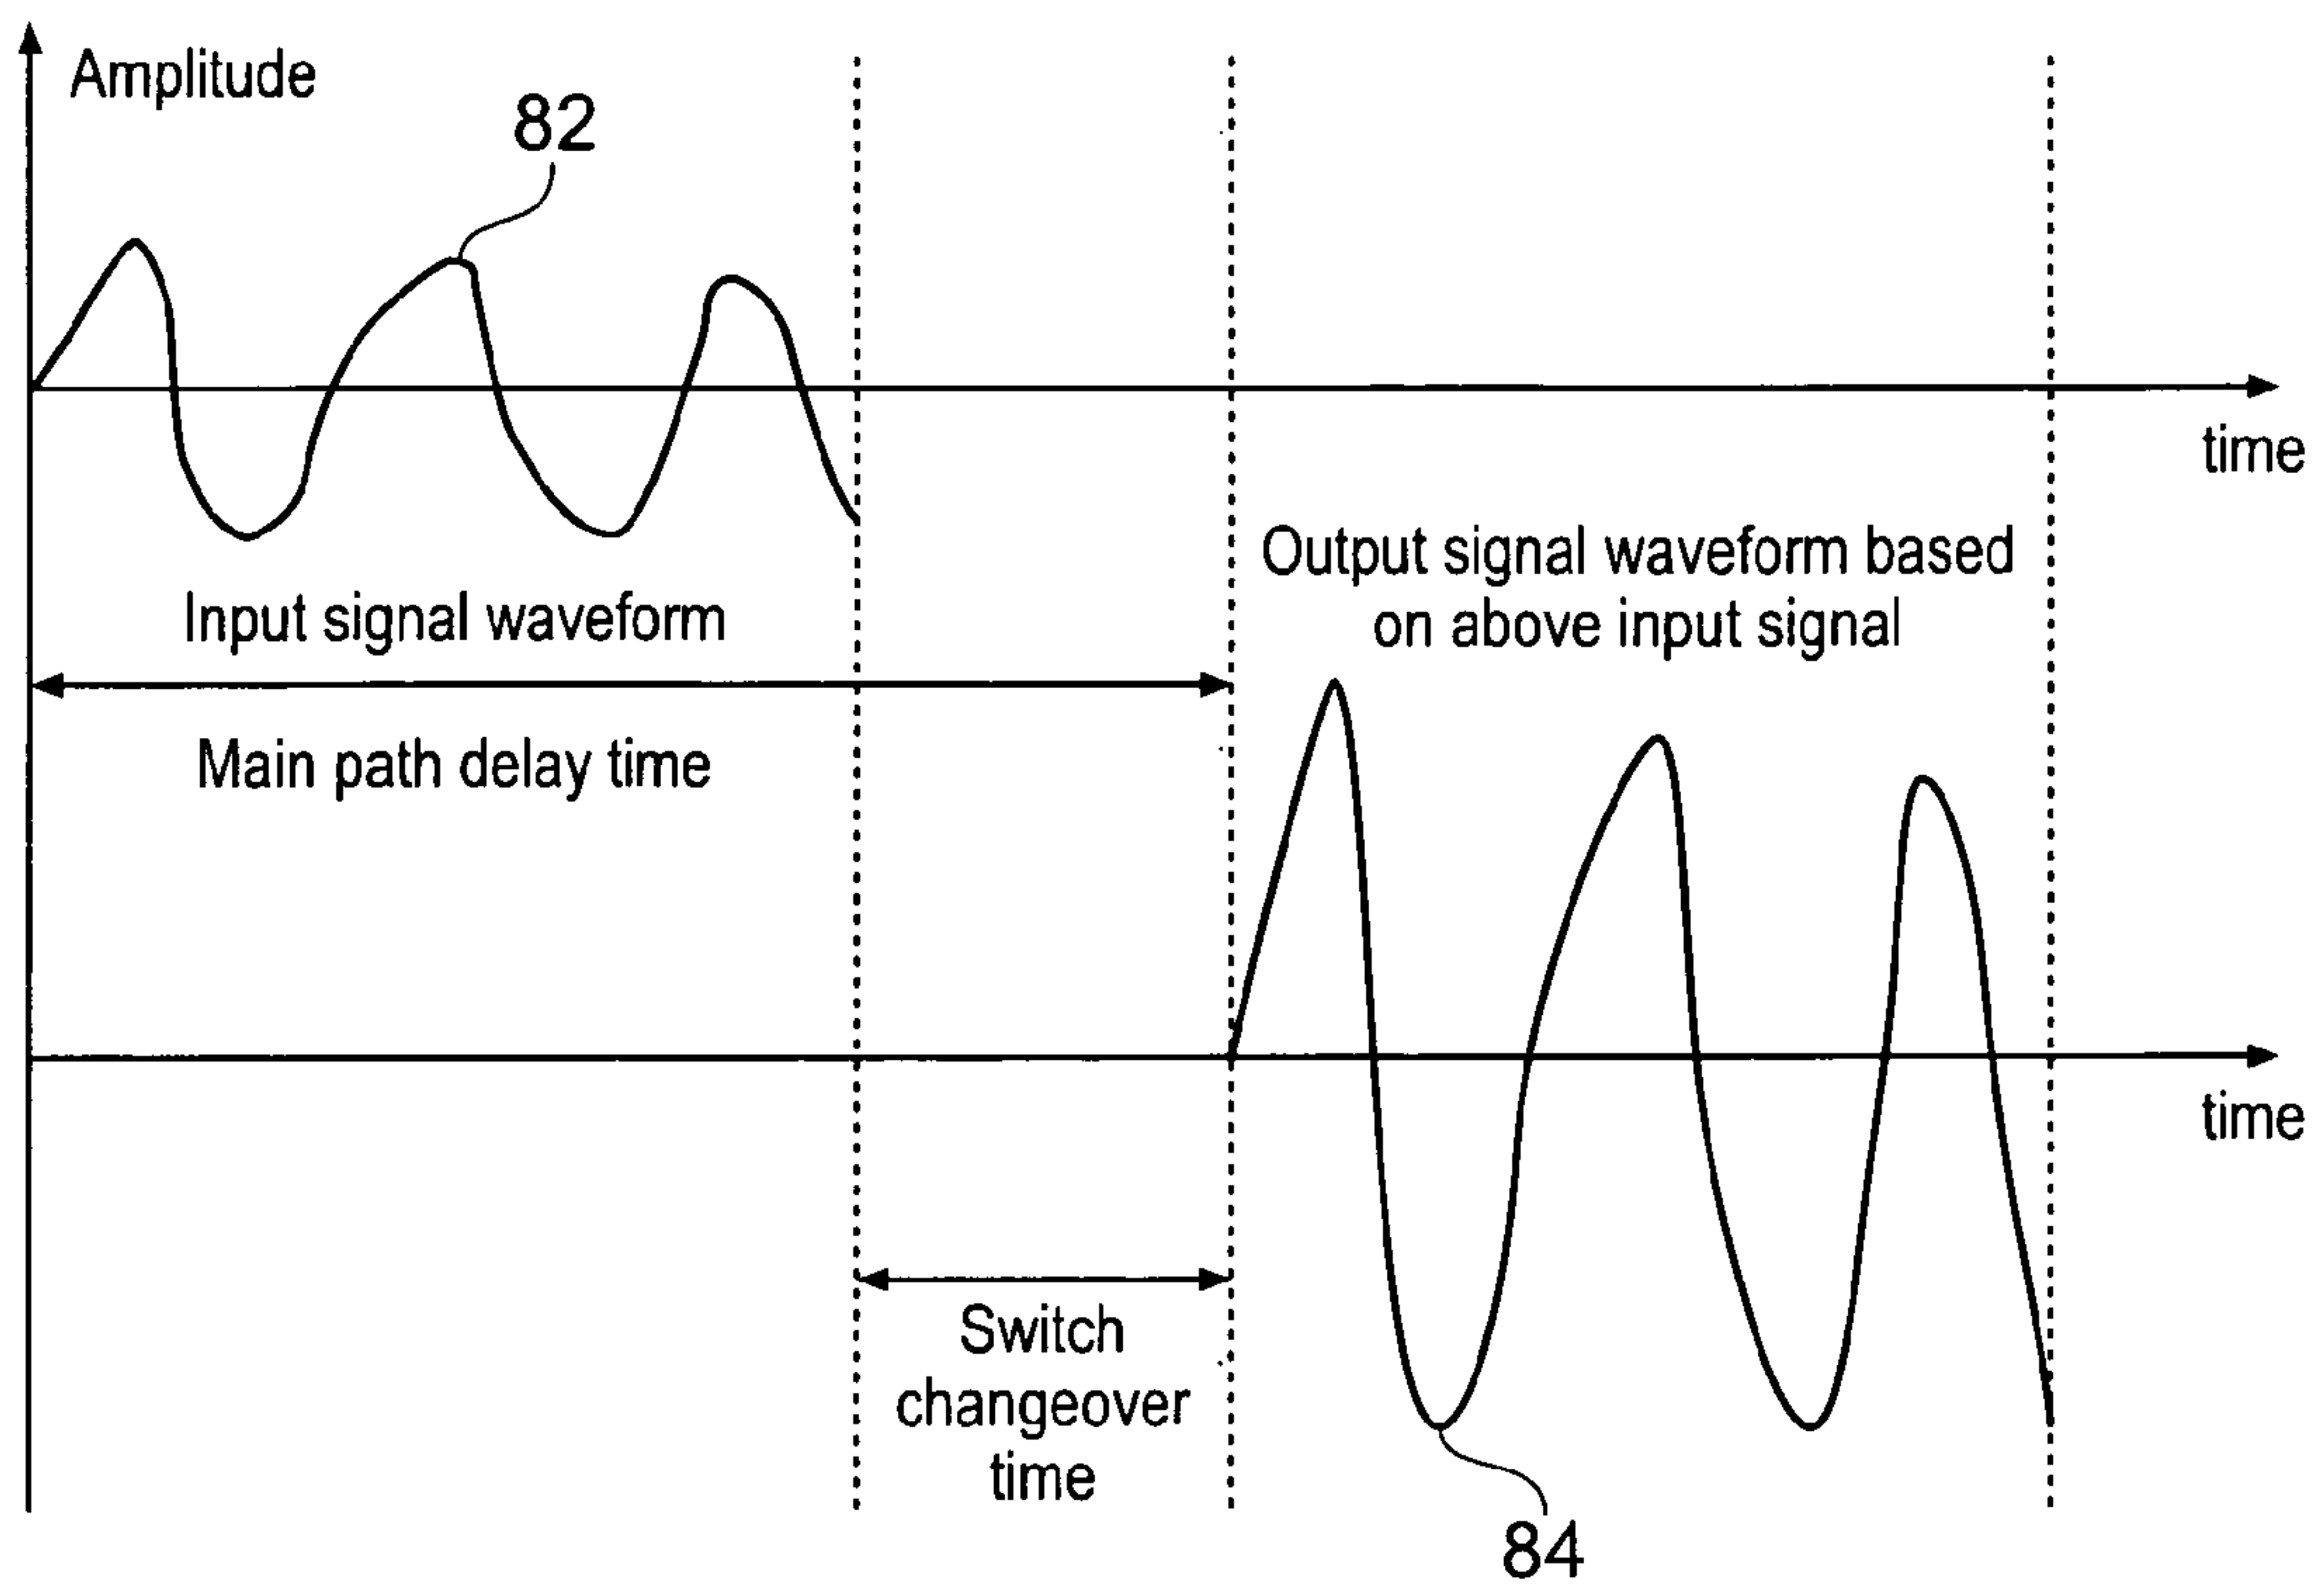 Amplitude
82
time
Input signal waveform
Output signal waveform based
on above input signal
Main path delay time
time
Switch
changeover
time
84